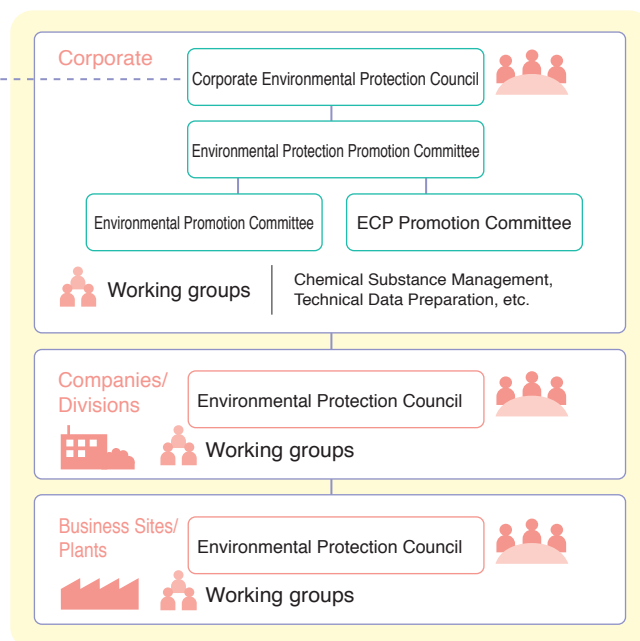 Corporate
Corporate Environmental Protection Council
Environmental Protection Promotion Committee
Environmental Promotion Committee
ECP Promotion Committee
Working groups
Chemical Substance Management,
Technical Data Preparation, etc.
Companies/
Divisions
Environmental Protection Council
Working groups
Business Sites/
Plants
Environmental Protection Council
Working groups